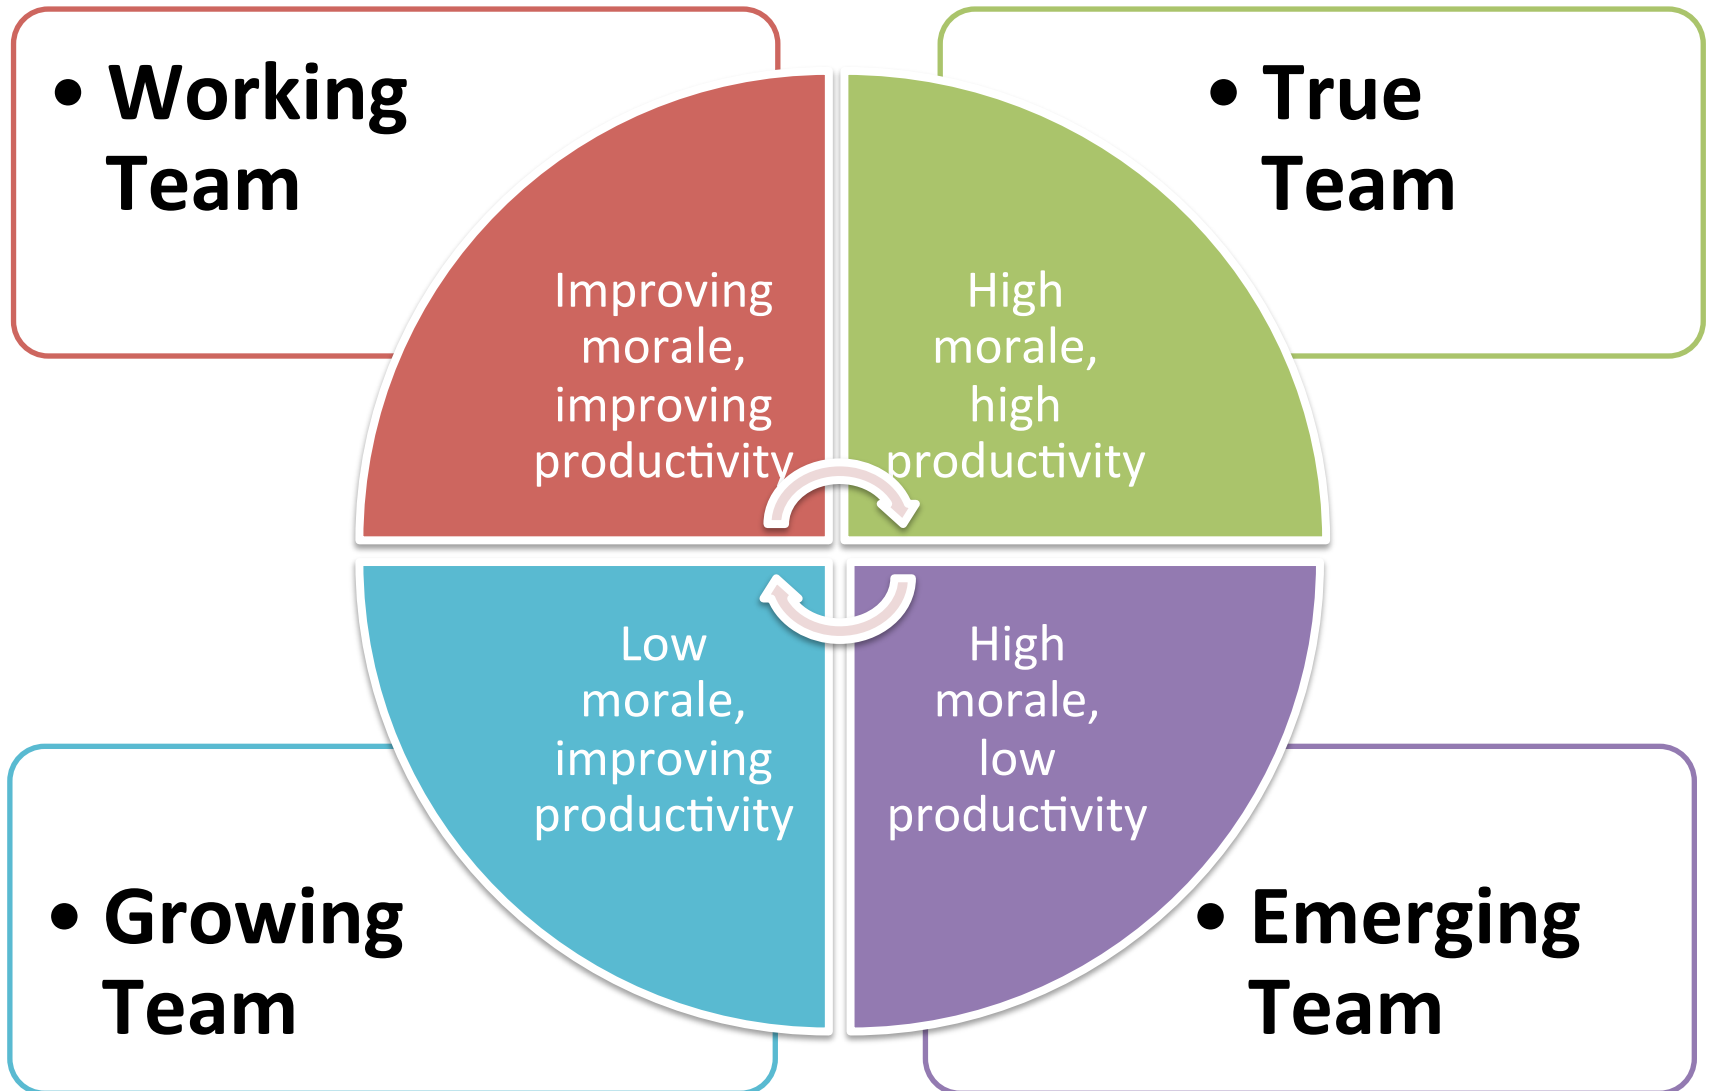 • Working
Team
• True
Team
Improving
morale,
improving
productivity
High
morale,
high
productivity
Low
morale,
improving
productivity
High
morale,
low
productivity
• Growing
Team
• Emerging
Team